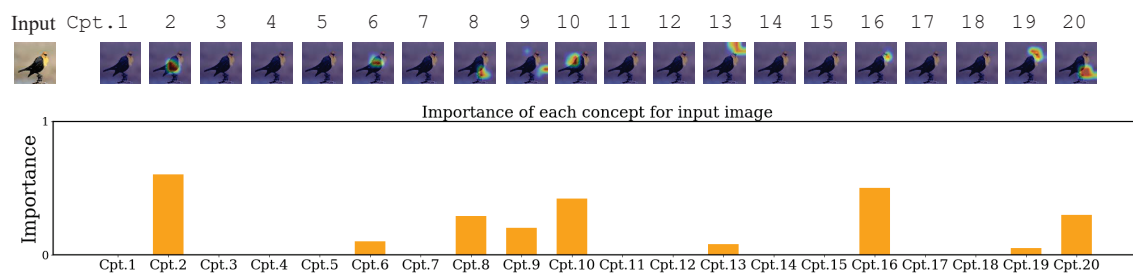 Input Cpt.1 2 3 4 5 6 7 8 9 10 11 12 13 14 15 16 17 18 19 20
Importance of each concept for input image
1
Importance
0
Cpt.1 Cpt.2 Cpt.3 Cpt.4 Cpt.5 Cpt.6 Cpt.7 Cpt.8 Cpt.9 Cpt.10 Cpt.11 Cpt.12 Cpt.13 Cpt.14 Cpt.15 Cpt.16 Cpt.17 Cpt.18 Cpt.19 Cpt.20